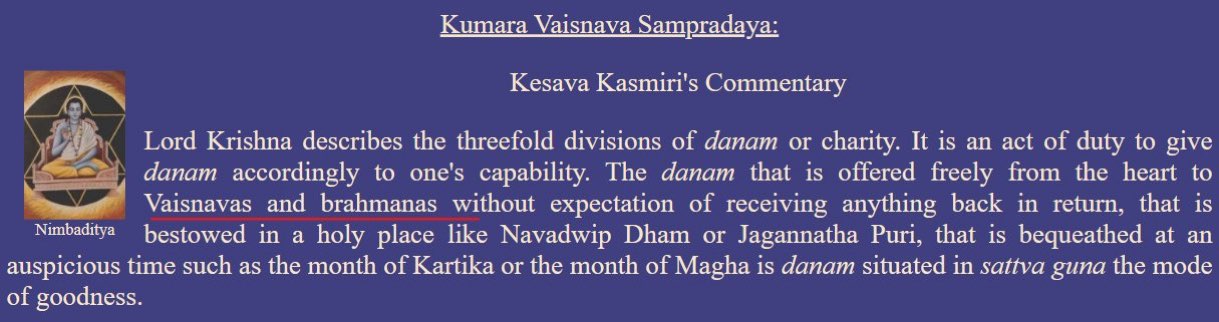 Kumara Vaisnava Sampradaya:
Kesava Kasmiri's Commentary
Lord Krishna describes the threefold divisions of danam or charity. It is an act of duty to give
danam accordingly to one's capability. The danam that is offered freely from the heart to
Vaisnavas and brahmanas without expectation of receiving anything back in return, that is
Nimbaditya
bestowed in a holy place like Navadwip Dham or Jagannatha Puri, that is bequeathed at an
auspicious time such as the month of Kartika or the month of Magha is danam situated in sattva guna the mode
of goodness.